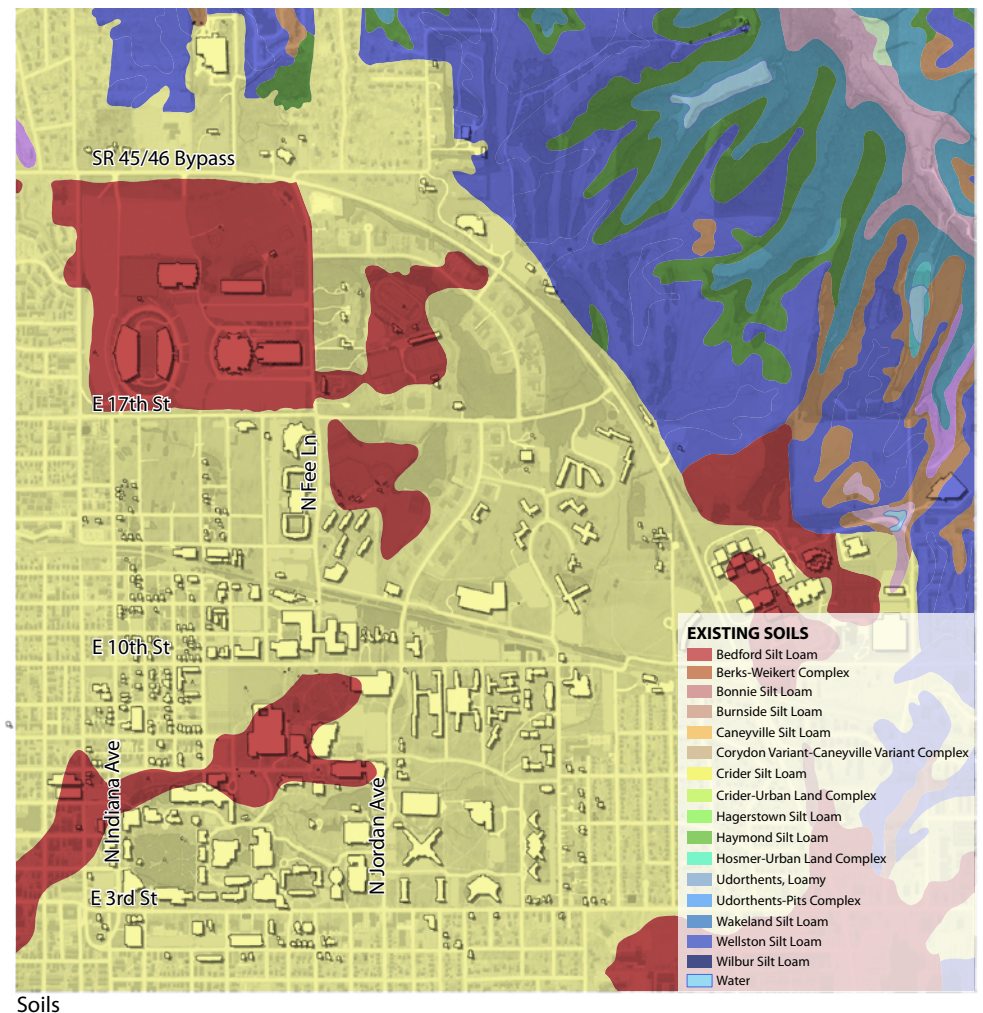 SR 45/46 Bypass
E 17th St
N Fee Ln
E 10th St
N Indiana Ave
N Jordan Ave
E 3rd St
EXISTING SOILS
Bedford Silt Loam
Berks-Weikert Complex
Bonnie Silt Loam
Burnside Silt Loam
Caneyville Silt Loam
Corydon Variant-Caneyville Variant Complex
Crider Silt Loam
Crider-Urban Land Complex
Hagerstown Silt Loam
Haymond Silt Loam
Hosmer-Urban Land Complex
Udorthents, Loamy
Udorthents-Pits Complex
Wakeland Silt Loam
Wellston Silt Loam
Wilbur Silt Loam
Water
Soils